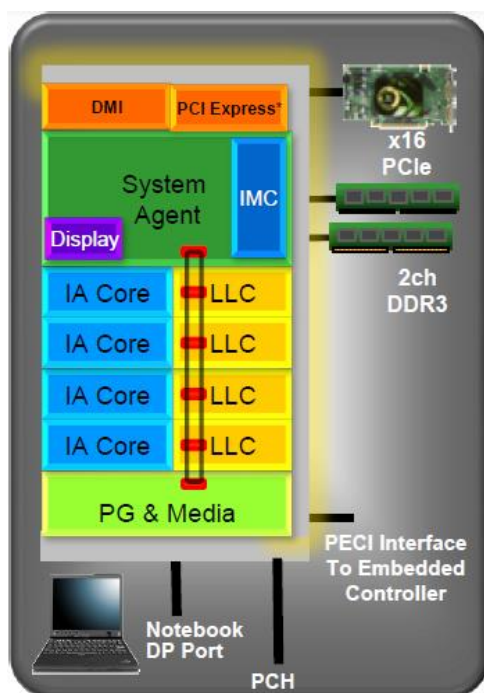 DMI
PCI Express*
x16
PCIe
System
Agent
IMC
Display
2ch
DDR3
IA Core
LLC
IA Core
LLC
IA Core
LLC
IA Core
LLC
PG & Media
PECI Interface
To Embedded
Controller
Notebook
DP Port
PCH